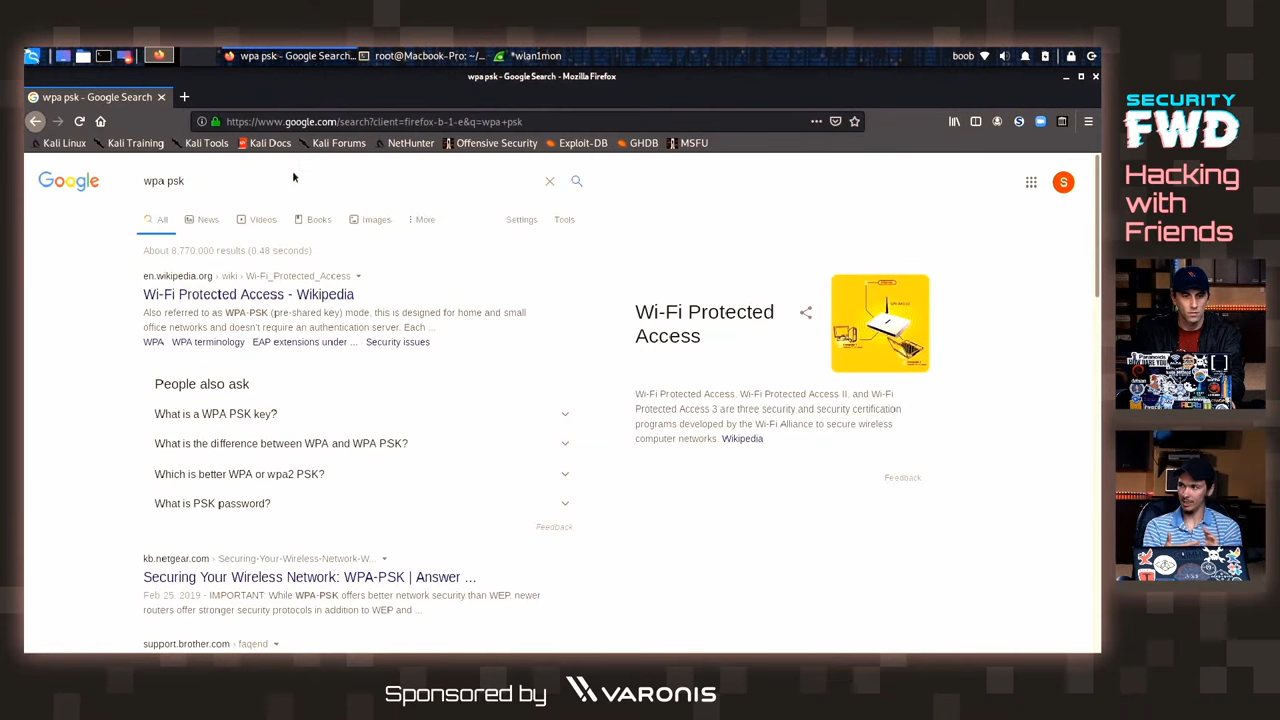 wpa psk - Google Search...
root@Macbook-Pro: ~/...
*wlan1mon
boob
wpa psk - Google Search - Mozilla Firefox
wpa psk - Google Search
https://www.google.com/search?client=firefox-b-1-e&q=wpa+psk
Kali Linux
Kali Training
Kali Tools
Kali Docs
Kali Forums
NetHunter
Offensive Security
Exploit-DB
GHDB
MSFU
Google
wpa psk
S
All
News
Videos
Books
Images
More
Settings
Tools
About 8,770,000 results (0.48 seconds)
en.wikipedia.org › wiki › Wi-Fi_Protected_Access
Wi-Fi Protected Access - Wikipedia
Also referred to as WPA-PSK (pre-shared key) mode, this is designed for home and small
office networks and doesn't require an authentication server. Each ...
WPA WPA terminology EAP extensions under ... Security issues
People also ask
What is a WPA PSK key?
What is the difference between WPA and WPA PSK?
Which is better WPA or wpa2 PSK?
What is PSK password?
Feedback
kb.netgear.com › Securing-Your-Wireless-Network-W...
Securing Your Wireless Network: WPA-PSK | Answer ...
Feb 25, 2019 - IMPORTANT: While WPA-PSK offers better network security than WEP, newer
routers offer stronger security protocols in addition to WEP and ...
support.brother.com › faqend
Wi-Fi Protected
Access
Wi-Fi Protected Access, Wi-Fi Protected Access II, and Wi-Fi
Protected Access 3 are three security and security certification
programs developed by the Wi-Fi Alliance to secure wireless
computer networks. Wikipedia
Feedback
SECURITY
FWD
Hacking
with
Friends
Sponsored by VARONIS